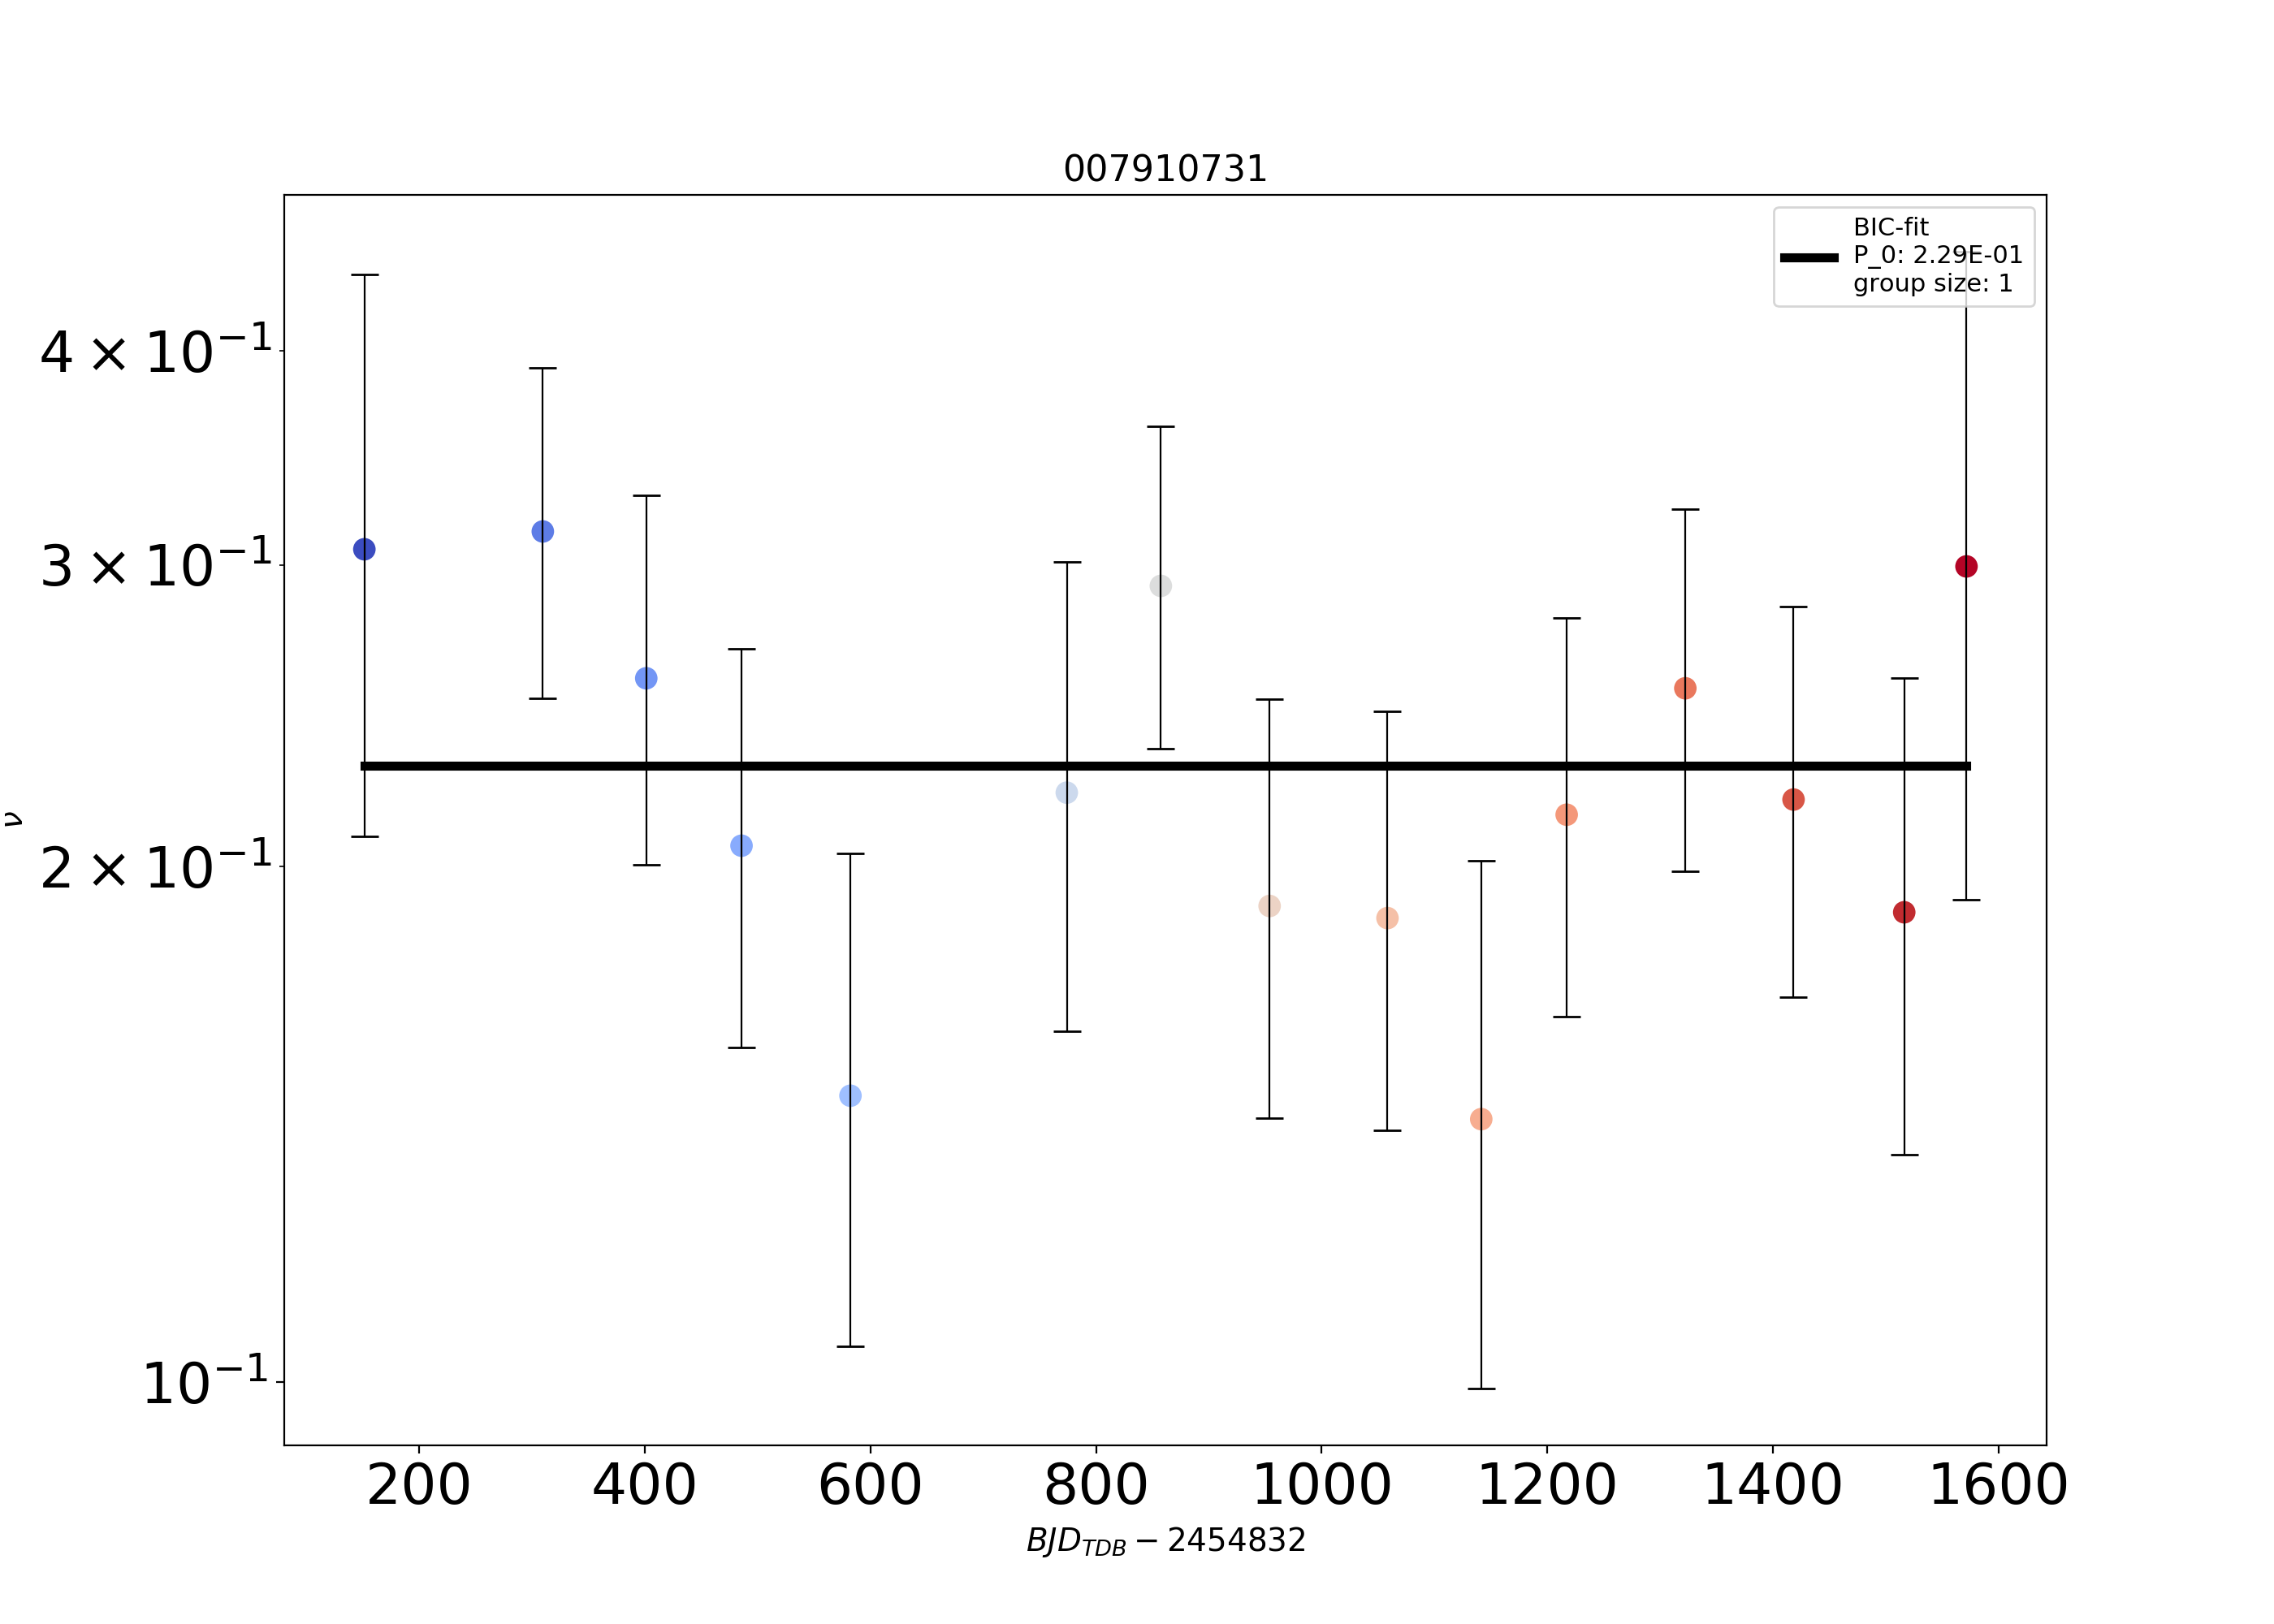 007910731
BIC-fit
P_0: 2.29E-01
group size: 1
4 × 10⁻¹
3 × 10⁻¹
2 × 10⁻¹
10⁻¹
ν
200 400 600 800 1000 1200 1400 1600
BJD_TDB − 2454832